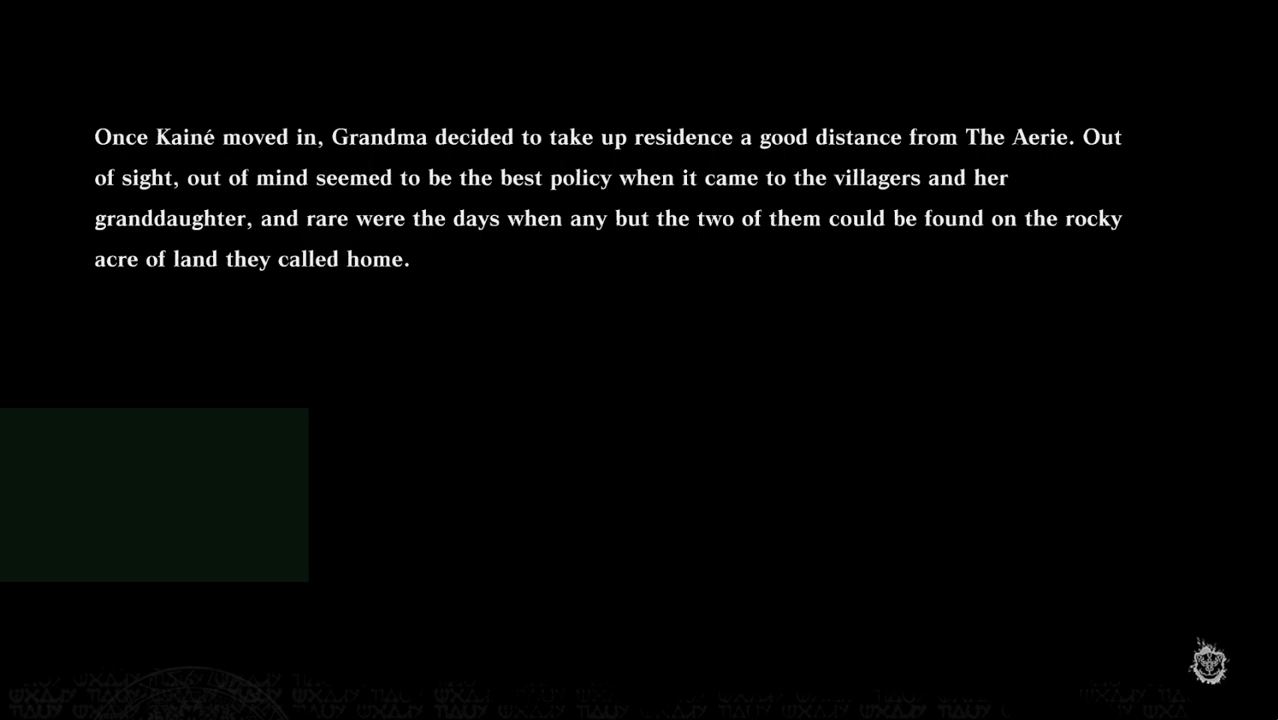 Once Kainé moved in, Grandma decided to take up residence a good distance from The Aerie. Out
of sight, out of mind seemed to be the best policy when it came to the villagers and her
granddaughter, and rare were the days when any but the two of them could be found on the rocky
acre of land they called home.